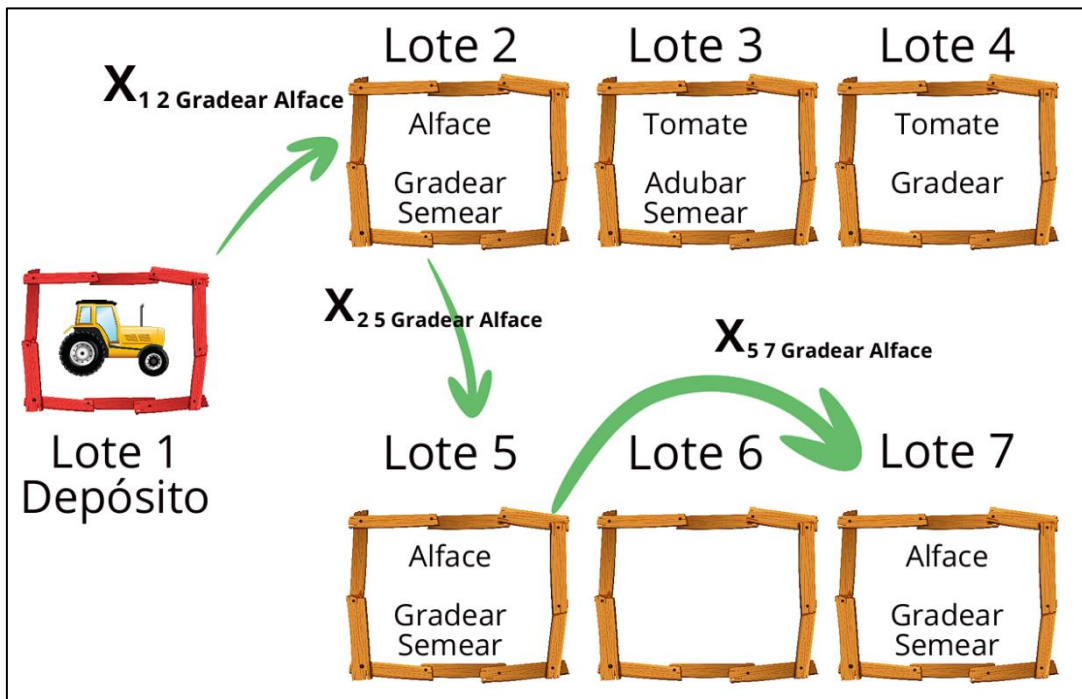 Lote 2
Lote 3
Lote 4
X1 2 Gradear Alface
Alface
Gradear
Semear
Tomate
Adubar
Semear
Tomate
Gradear
Lote 1
Depósito
X2 5 Gradear Alface
X5 7 Gradear Alface
Lote 5
Lote 6
Lote 7
Alface
Gradear
Semear
Alface
Gradear
Semear